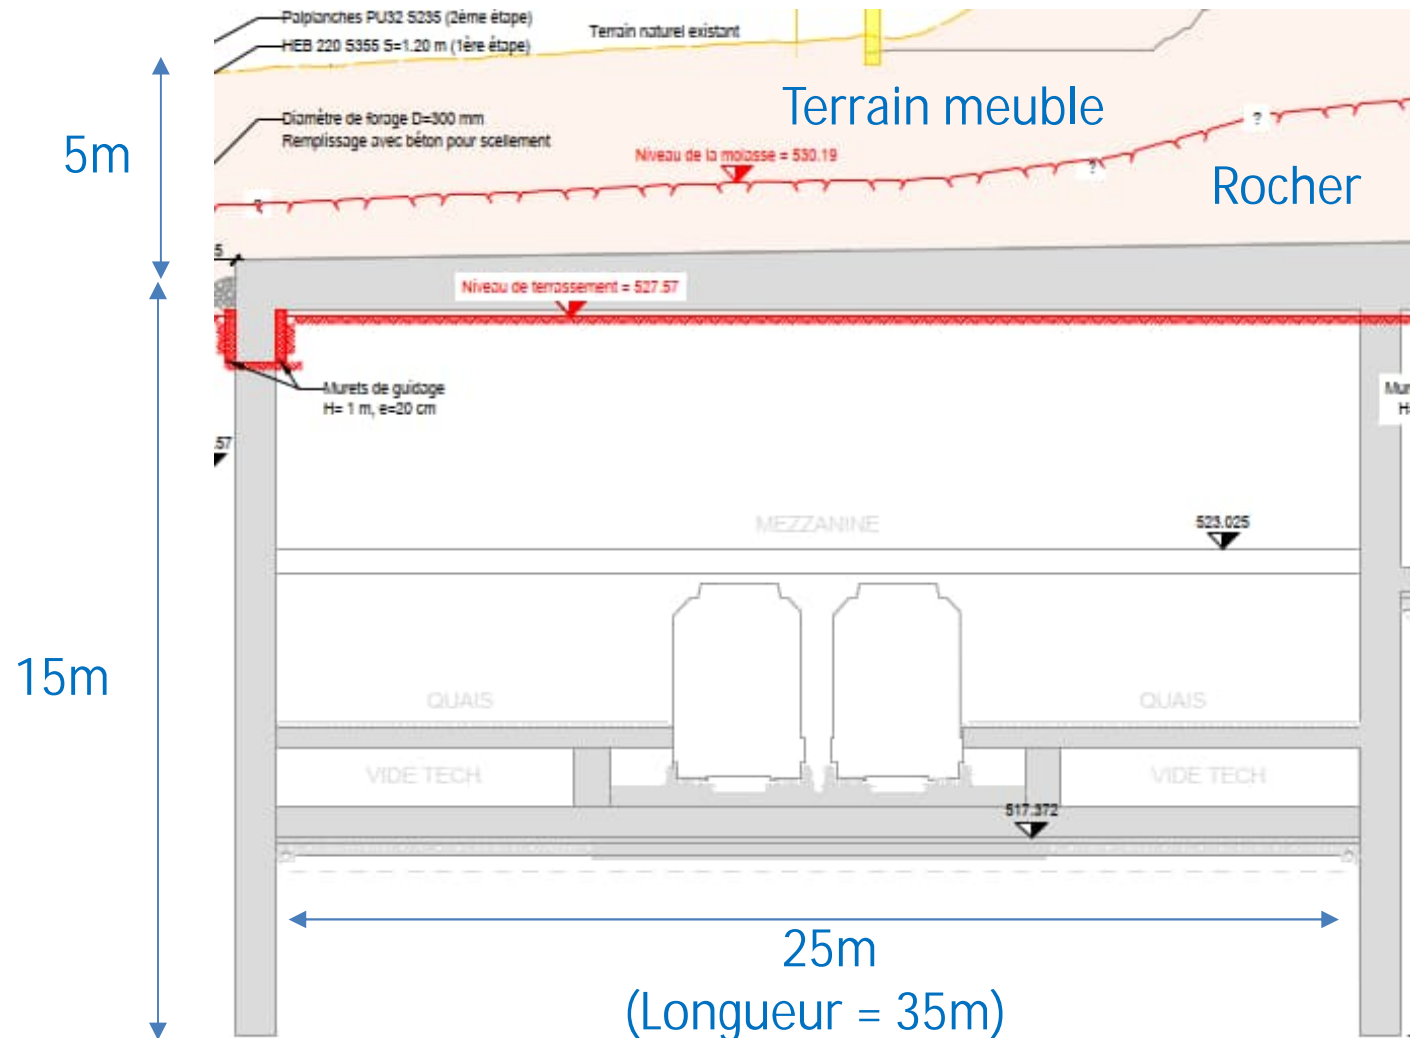 Palplanches PU32 S235 (2ème étape)
HEB 220 S355 S=1.20 m (1ère étape)
Terrain naturel existant
Terrain meuble
Diamètre de forage D=300 mm
Remplissage avec béton pour scellement
5m
Niveau de la molasse = 530.19
?
?
?
Rocher
5
Niveau de terrassement = 527.57
Murets de guidage
H= 1 m, e=20 cm
Mur
H=
.57
MEZZANINE
523.025
15m
QUAIS
QUAIS
VIDE TECH.
VIDE TECH
517.372
25m
(Longueur = 35m)